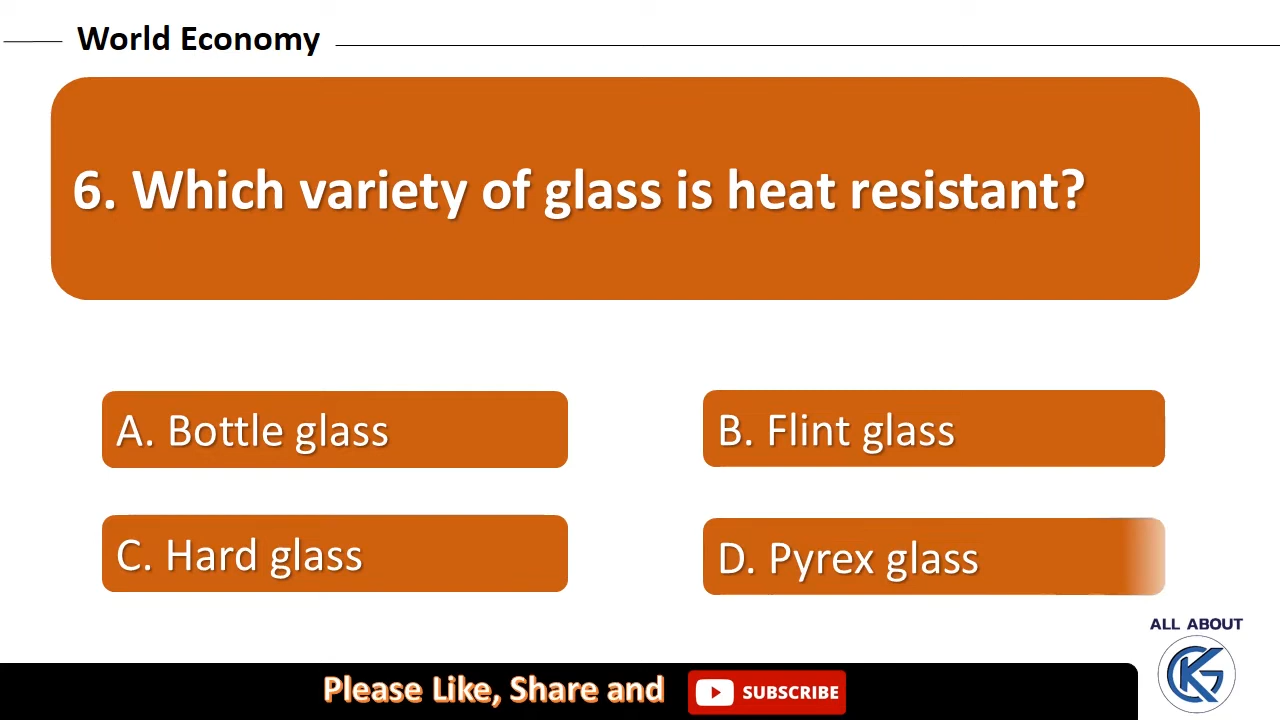 World Economy
6. Which variety of glass is heat resistant?
A. Bottle glass
B. Flint glass
C. Hard glass
D. Pyrex glass
ALL ABOUT
GK
Please Like, Share and
SUBSCRIBE